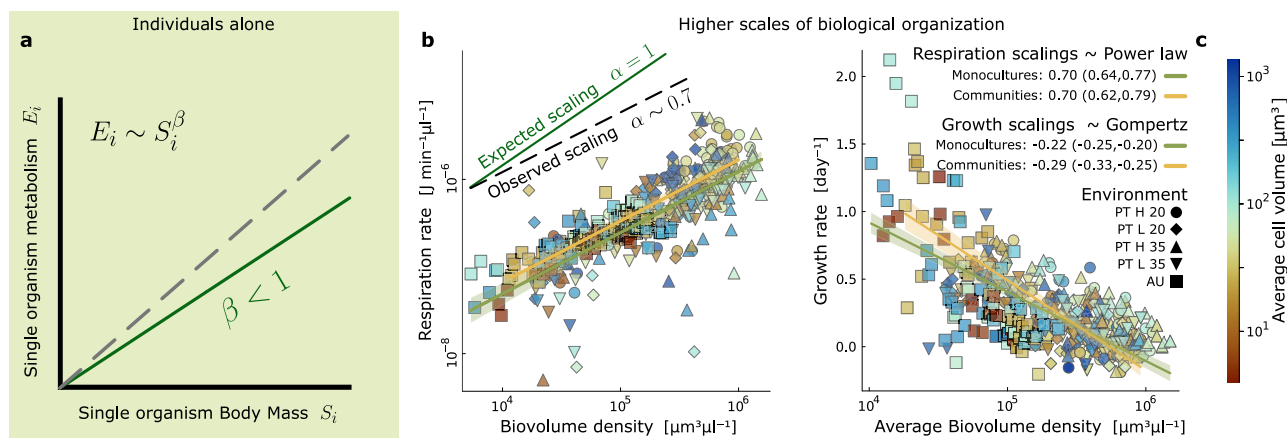 Individuals alone
a
Single organism metabolism E_i
E_i ∼ S_i^β
β < 1
Single organism Body Mass S_i
Higher scales of biological organization
b
Respiration rate [J min⁻¹μl⁻¹]
10⁻⁶
10⁻⁸
Expected scaling α = 1
Observed scaling α ∼ 0.7
10⁴
10⁵
10⁶
Biovolume density [μm³μl⁻¹]
Growth rate [day⁻¹]
2.0
1.5
1.0
0.5
0.0
Respiration scalings ~ Power law
Monocultures: 0.70 (0.64,0.77)
Communities: 0.70 (0.62,0.79)
Growth scalings ~ Gompertz
Monocultures: -0.22 (-0.25,-0.20)
Communities: -0.29 (-0.33,-0.25)
Environment
PT H 20
PT L 20
PT H 35
PT L 35
AU
10⁴
10⁵
10⁶
Average Biovolume density [μm³μl⁻¹]
c
10³
10²
10¹
Average cell volume [μm³]